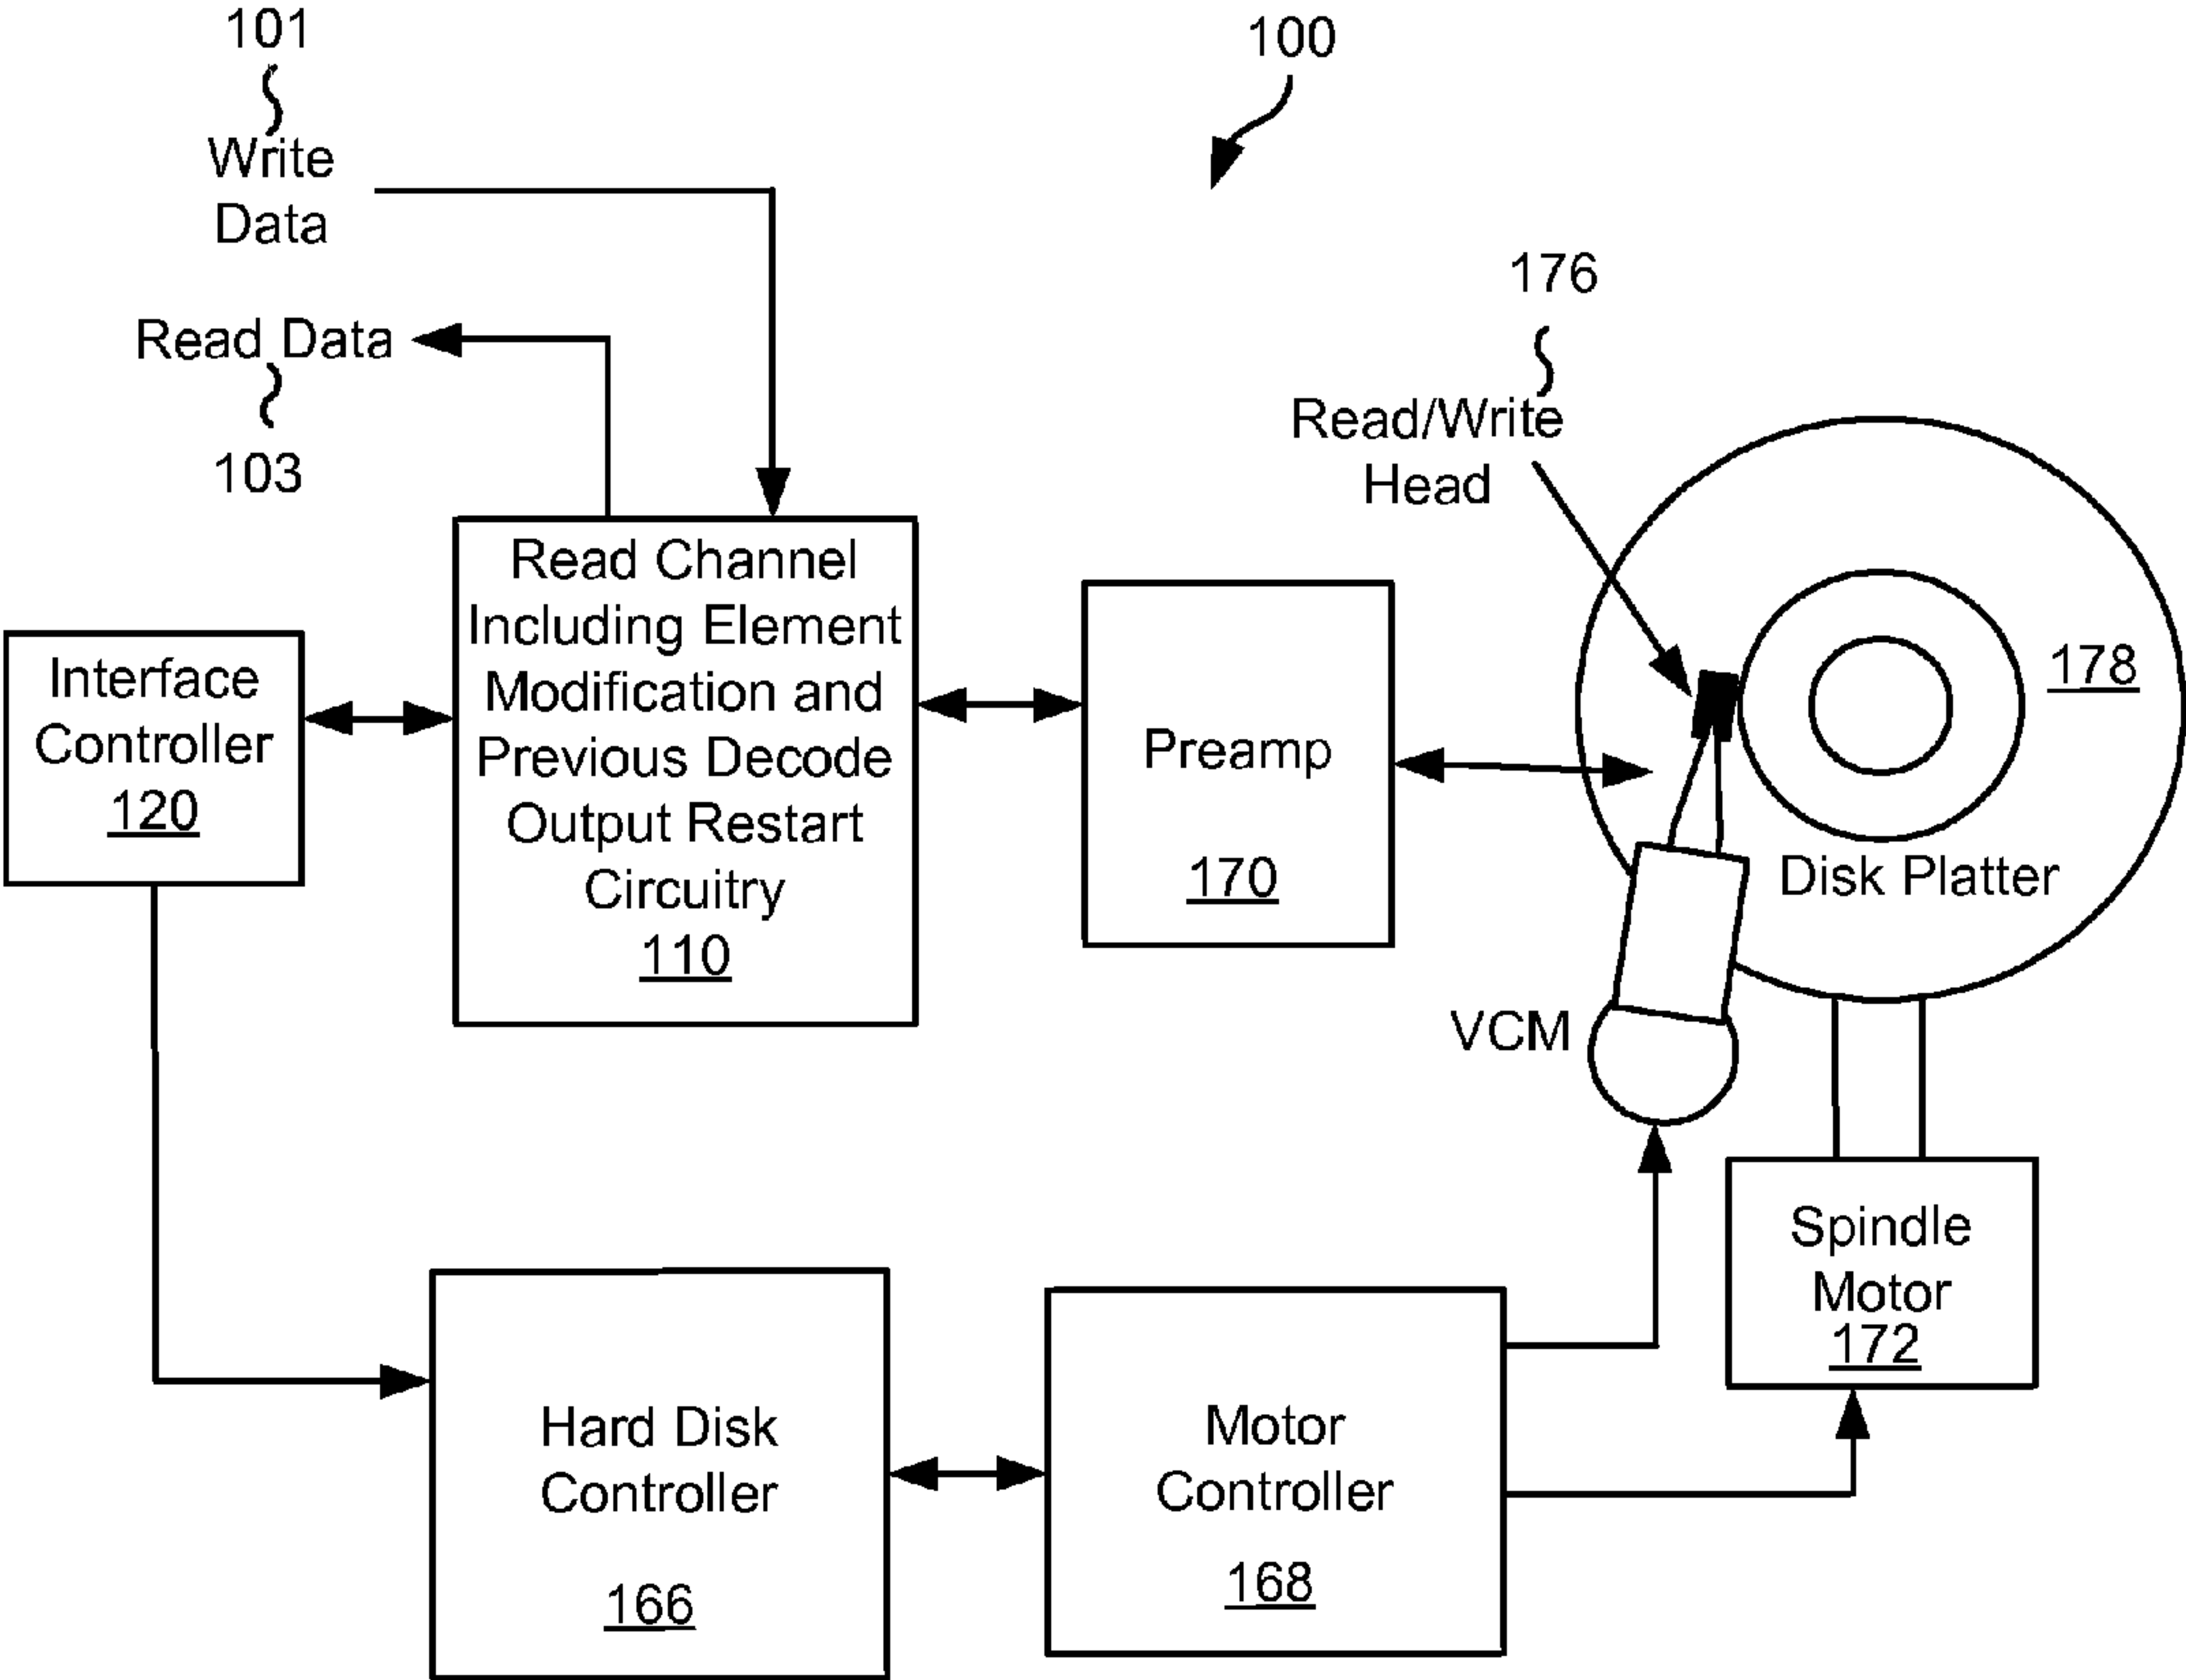 101
Write
Data
100
Read Data
103
176
Read/Write
Head
Read Channel
Including Element
Modification and
Previous Decode
Output Restart
Circuitry
110
Interface
Controller
120
Preamp
170
178
Disk Platter
VCM
Spindle
Motor
172
Hard Disk
Controller
166
Motor
Controller
168